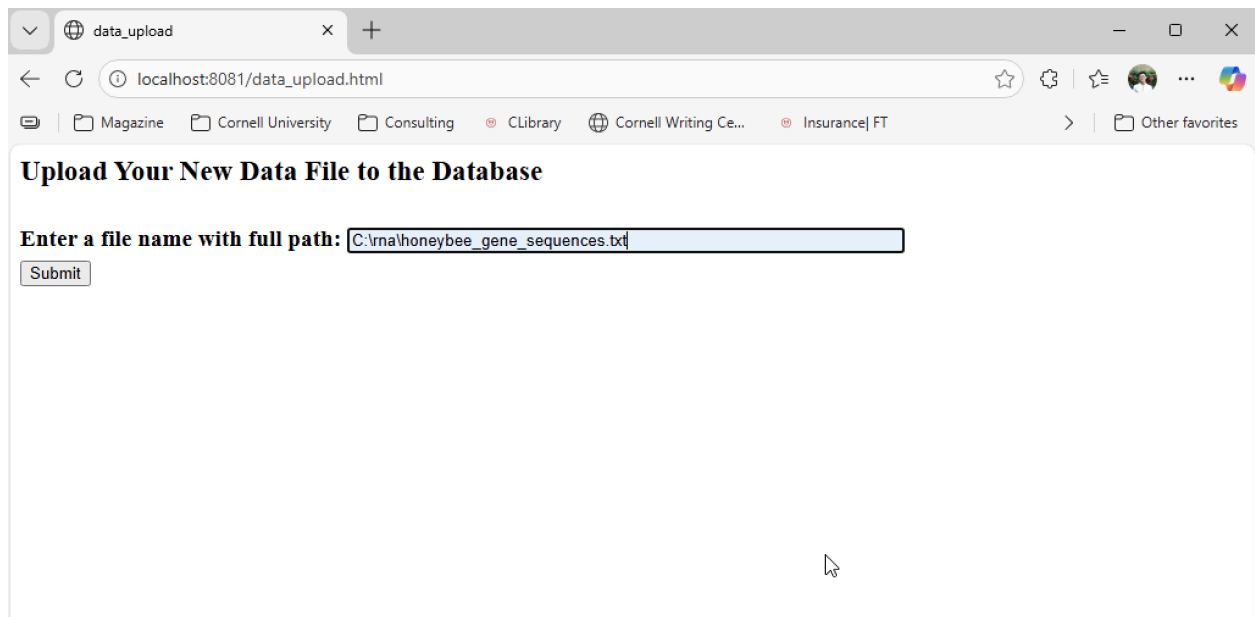 data_upload
localhost:8081/data_upload.html
Magazine Cornell University Consulting CLibrary Cornell Writing Ce... Insurance| FT Other favorites
Upload Your New Data File to the Database
Enter a file name with full path: C:\rna\honeybee_gene_sequences.txt
Submit